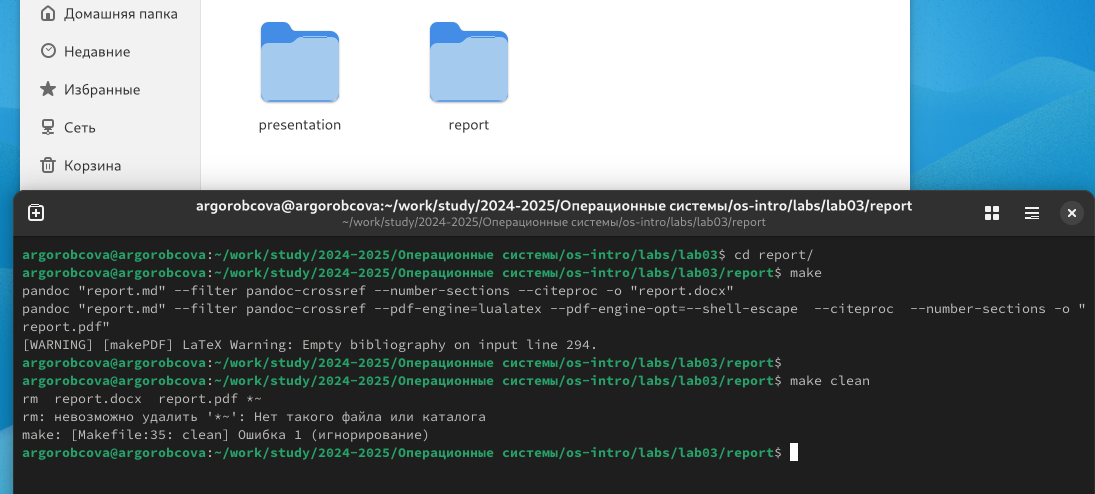 Домашняя папка
Недавние
Избранные
Сеть
Корзина
presentation
report
argorobcova@argorobcova:~/work/study/2024-2025/Операционные системы/os-intro/labs/lab03/report
~/work/study/2024-2025/Операционные системы/os-intro/labs/lab03/report
argorobcova@argorobcova:~/work/study/2024-2025/Операционные системы/os-intro/labs/lab03$ cd report/
argorobcova@argorobcova:~/work/study/2024-2025/Операционные системы/os-intro/labs/lab03/report$ make
pandoc "report.md" --filter pandoc-crossref --number-sections --citeproc -o "report.docx"
pandoc "report.md" --filter pandoc-crossref --pdf-engine=lualatex --pdf-engine-opt=--shell-escape  --citeproc  --number-sections -o "
report.pdf"
[WARNING] [makePDF] LaTeX Warning: Empty bibliography on input line 294.
argorobcova@argorobcova:~/work/study/2024-2025/Операционные системы/os-intro/labs/lab03/report$
argorobcova@argorobcova:~/work/study/2024-2025/Операционные системы/os-intro/labs/lab03/report$ make clean
rm  report.docx  report.pdf *~
rm: невозможно удалить '*~': Нет такого файла или каталога
make: [Makefile:35: clean] Ошибка 1 (игнорирование)
argorobcova@argorobcova:~/work/study/2024-2025/Операционные системы/os-intro/labs/lab03/report$